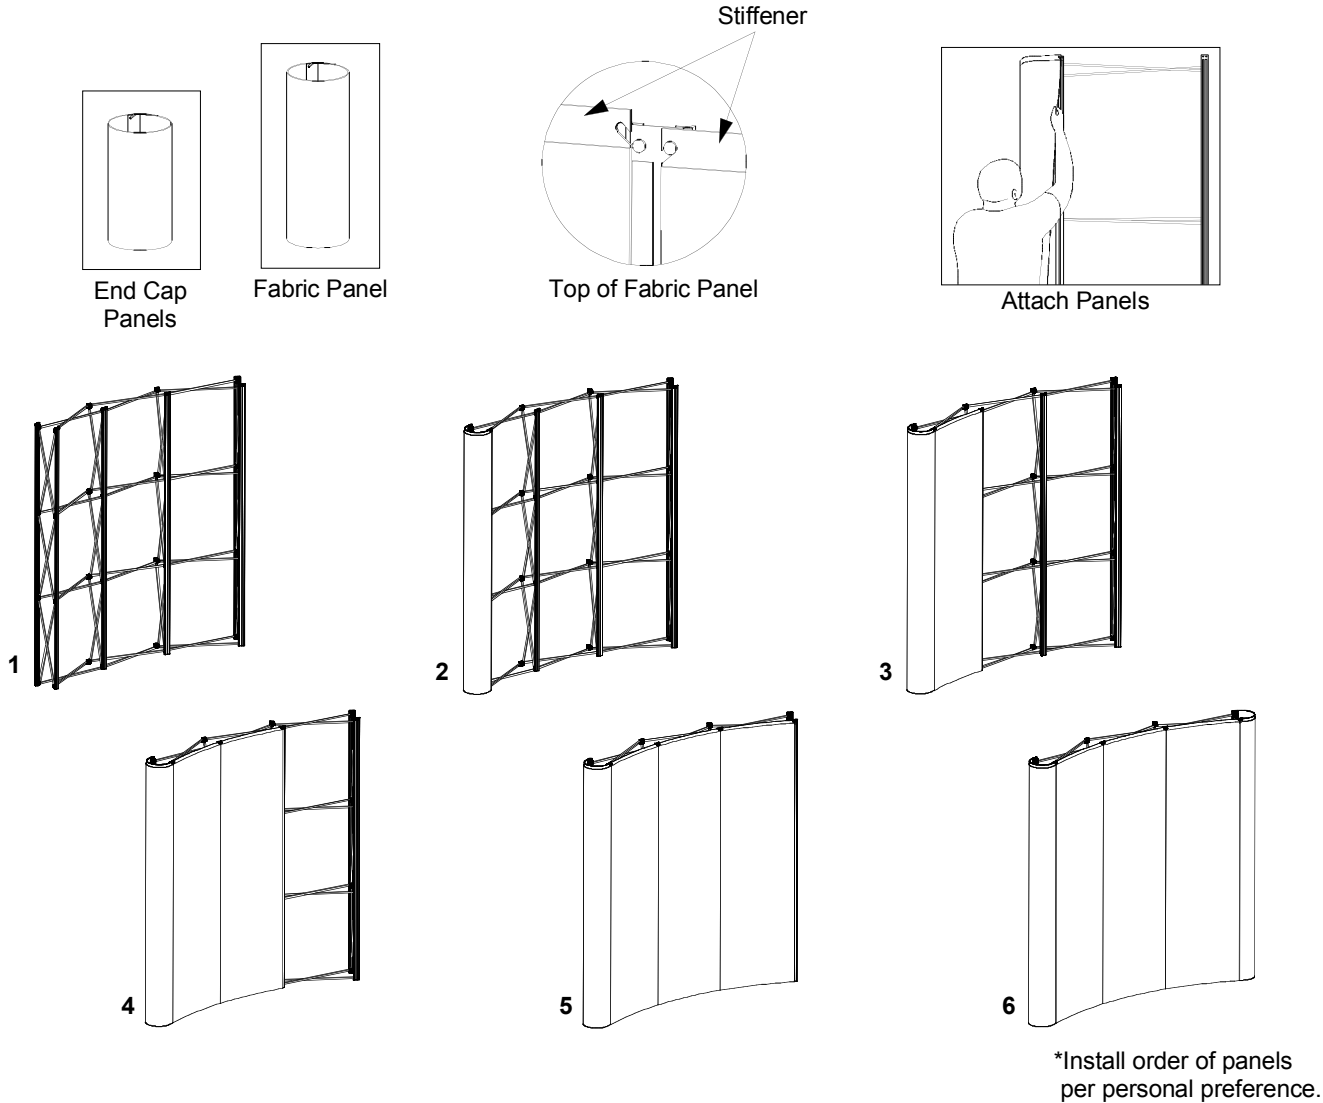 Stiffener
End Cap
Panels
Fabric Panel
Top of Fabric Panel
Attach Panels
1
2
3
4
5
6
*Install order of panels
per personal preference.